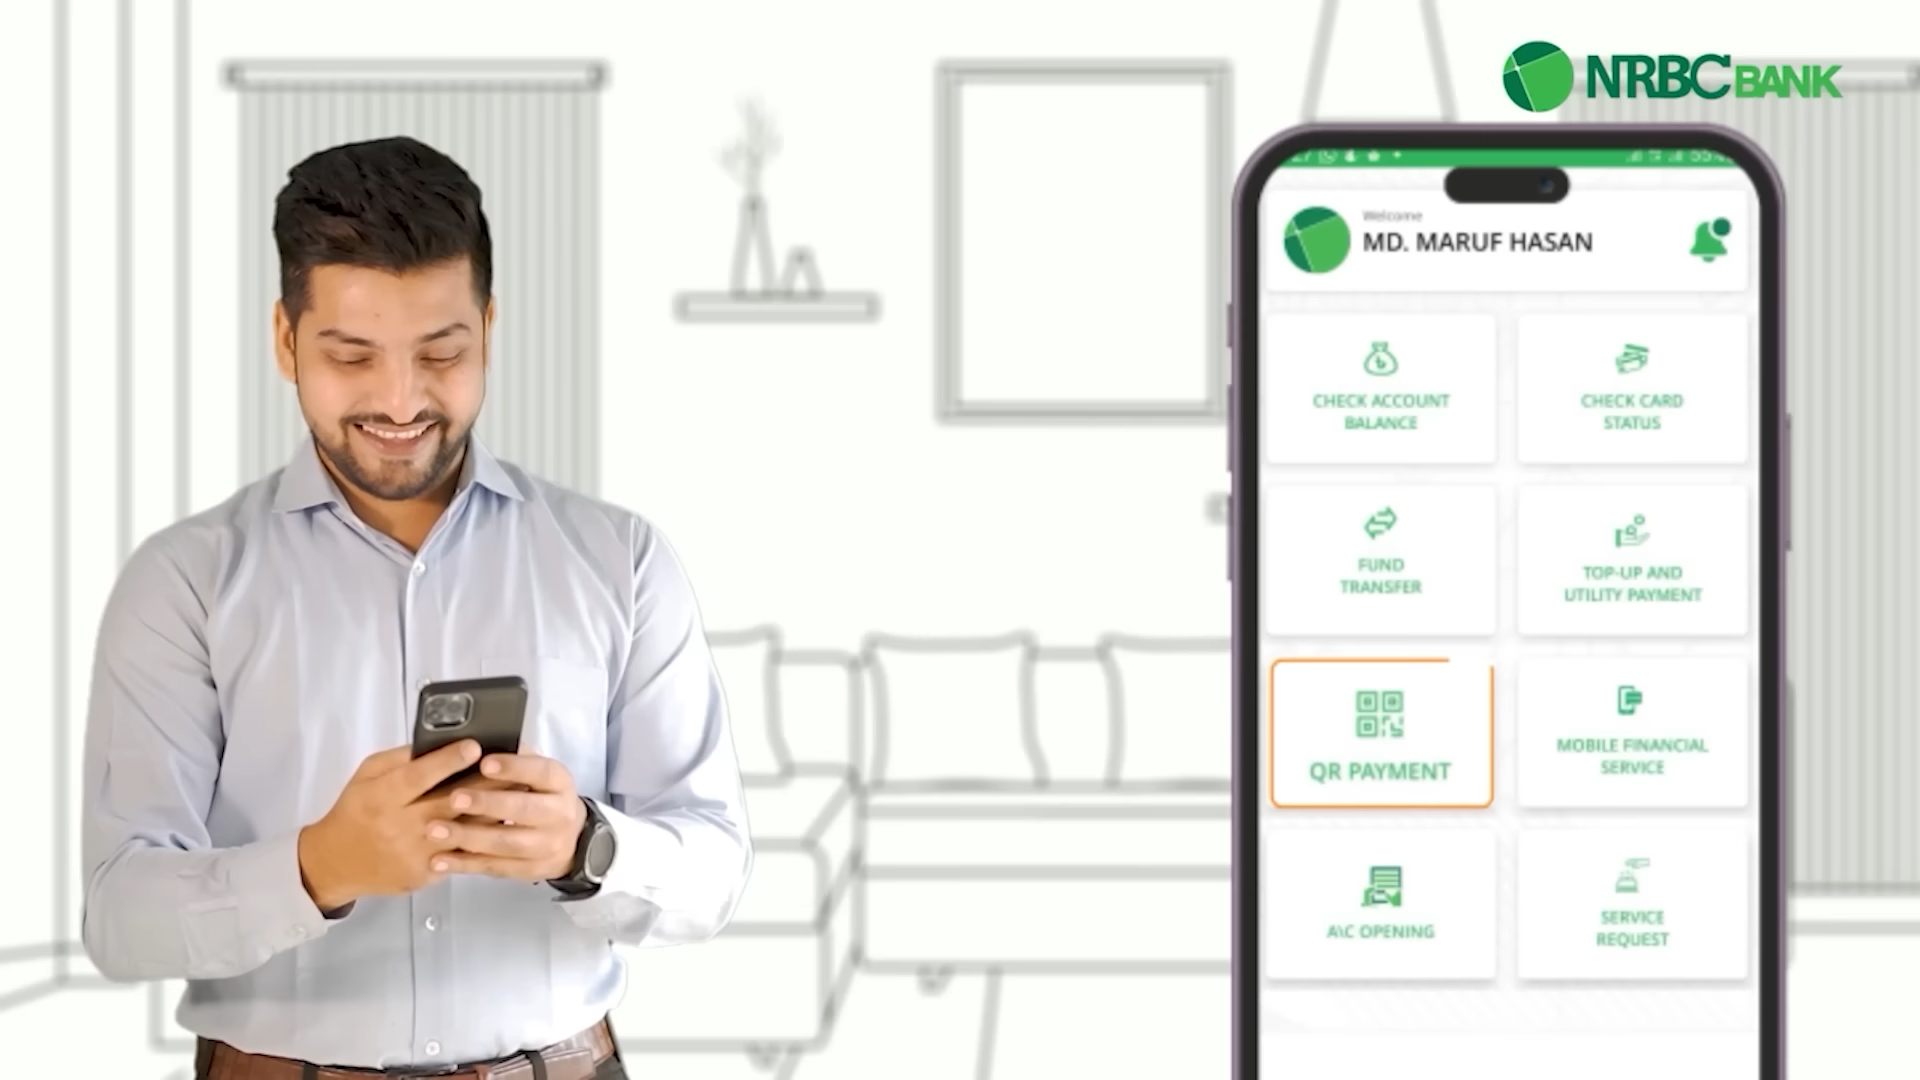 NRBC BANK
Welcome
MD. MARUF HASAN
CHECK ACCOUNT
BALANCE
CHECK CARD
STATUS
FUND
TRANSFER
TOP-UP AND
UTILITY PAYMENT
QR PAYMENT
MOBILE FINANCIAL
SERVICE
A\C OPENING
SERVICE
REQUEST